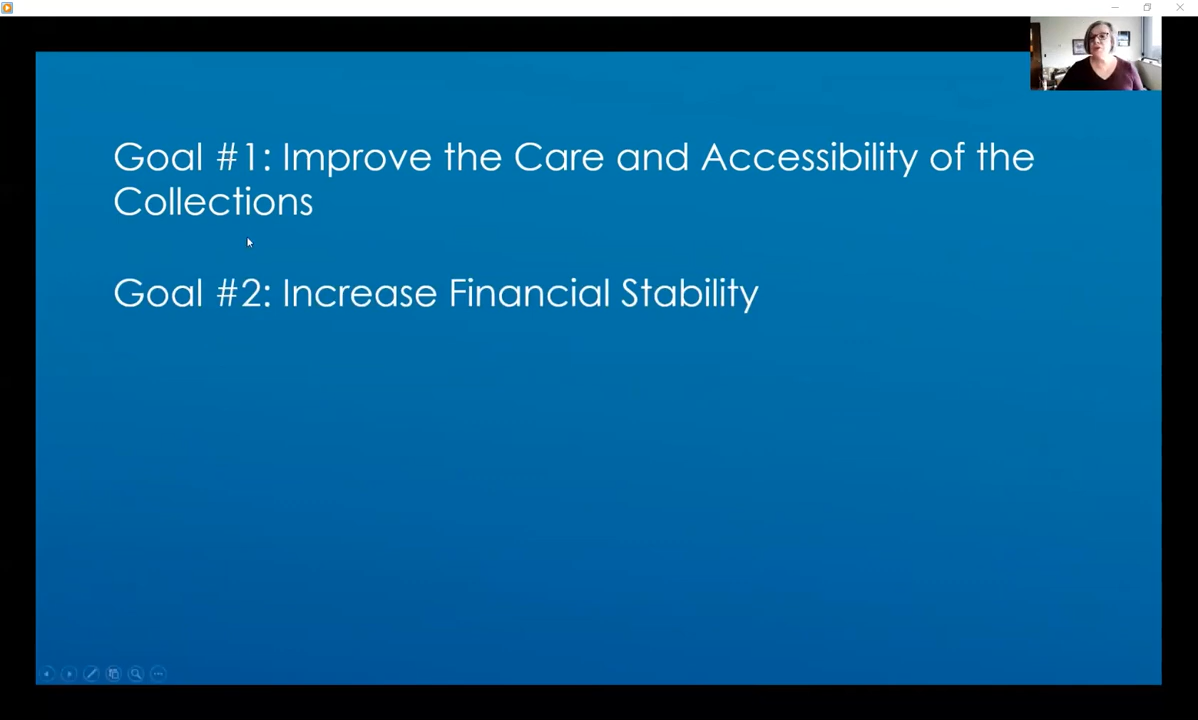 Goal #1: Improve the Care and Accessibility of the
Collections
Goal #2: Increase Financial Stability